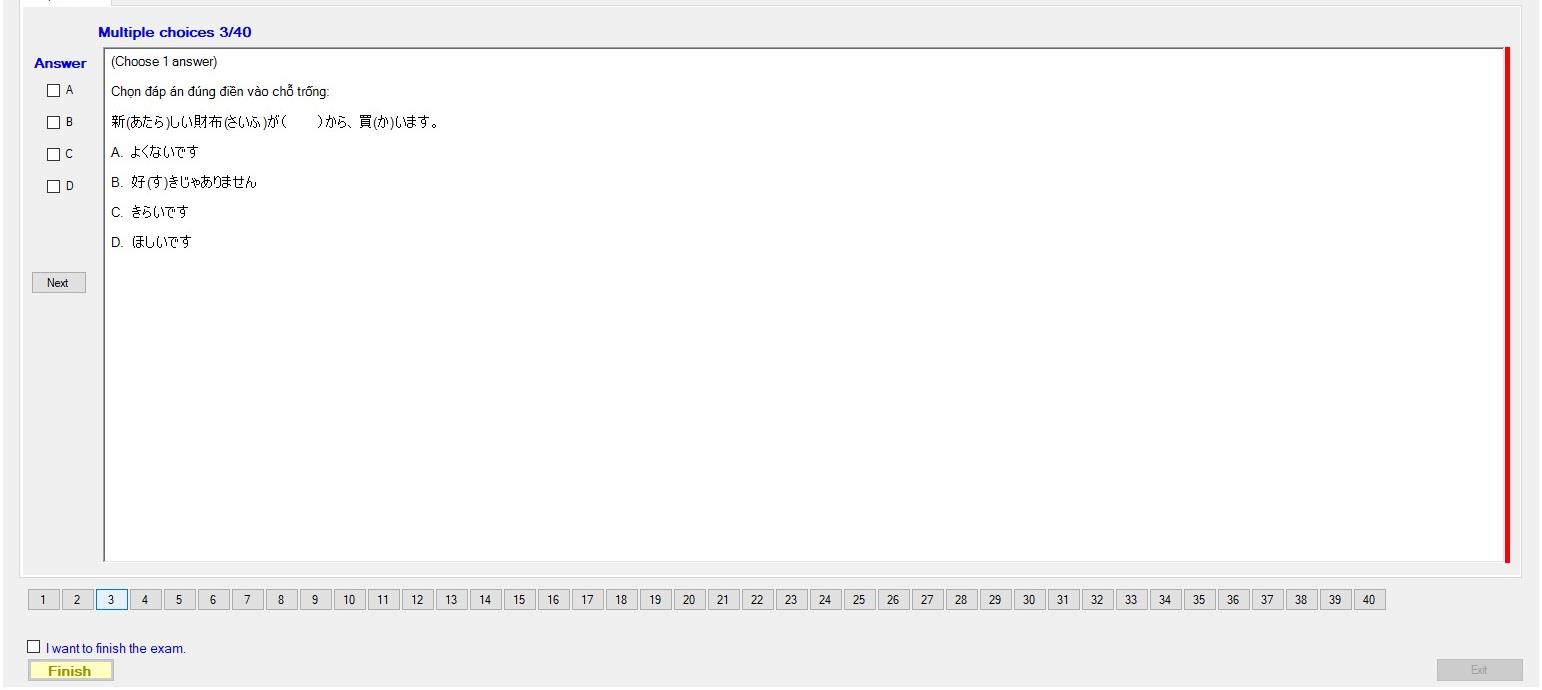 Multiple choices 3/40
Answer
(Choose 1 answer)
A
Chọn đáp án đúng điền vào chỗ trống:
B
新(あたら)しい財布(さいふ)が(　　)から、買(か)います。
C
A. よくないです
D
B. 好(す)きじゃありません
C. きらいです
D. ほしいです
Next
1 2 3 4 5 6 7 8 9 10 11 12 13 14 15 16 17 18 19 20 21 22 23 24 25 26 27 28 29 30 31 32 33 34 35 36 37 38 39 40
I want to finish the exam.
Finish
Exit